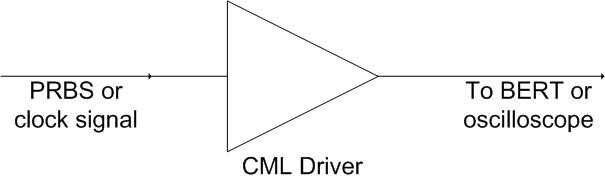 PRBS or
clock signal
CML Driver
To BERT or
oscilloscope